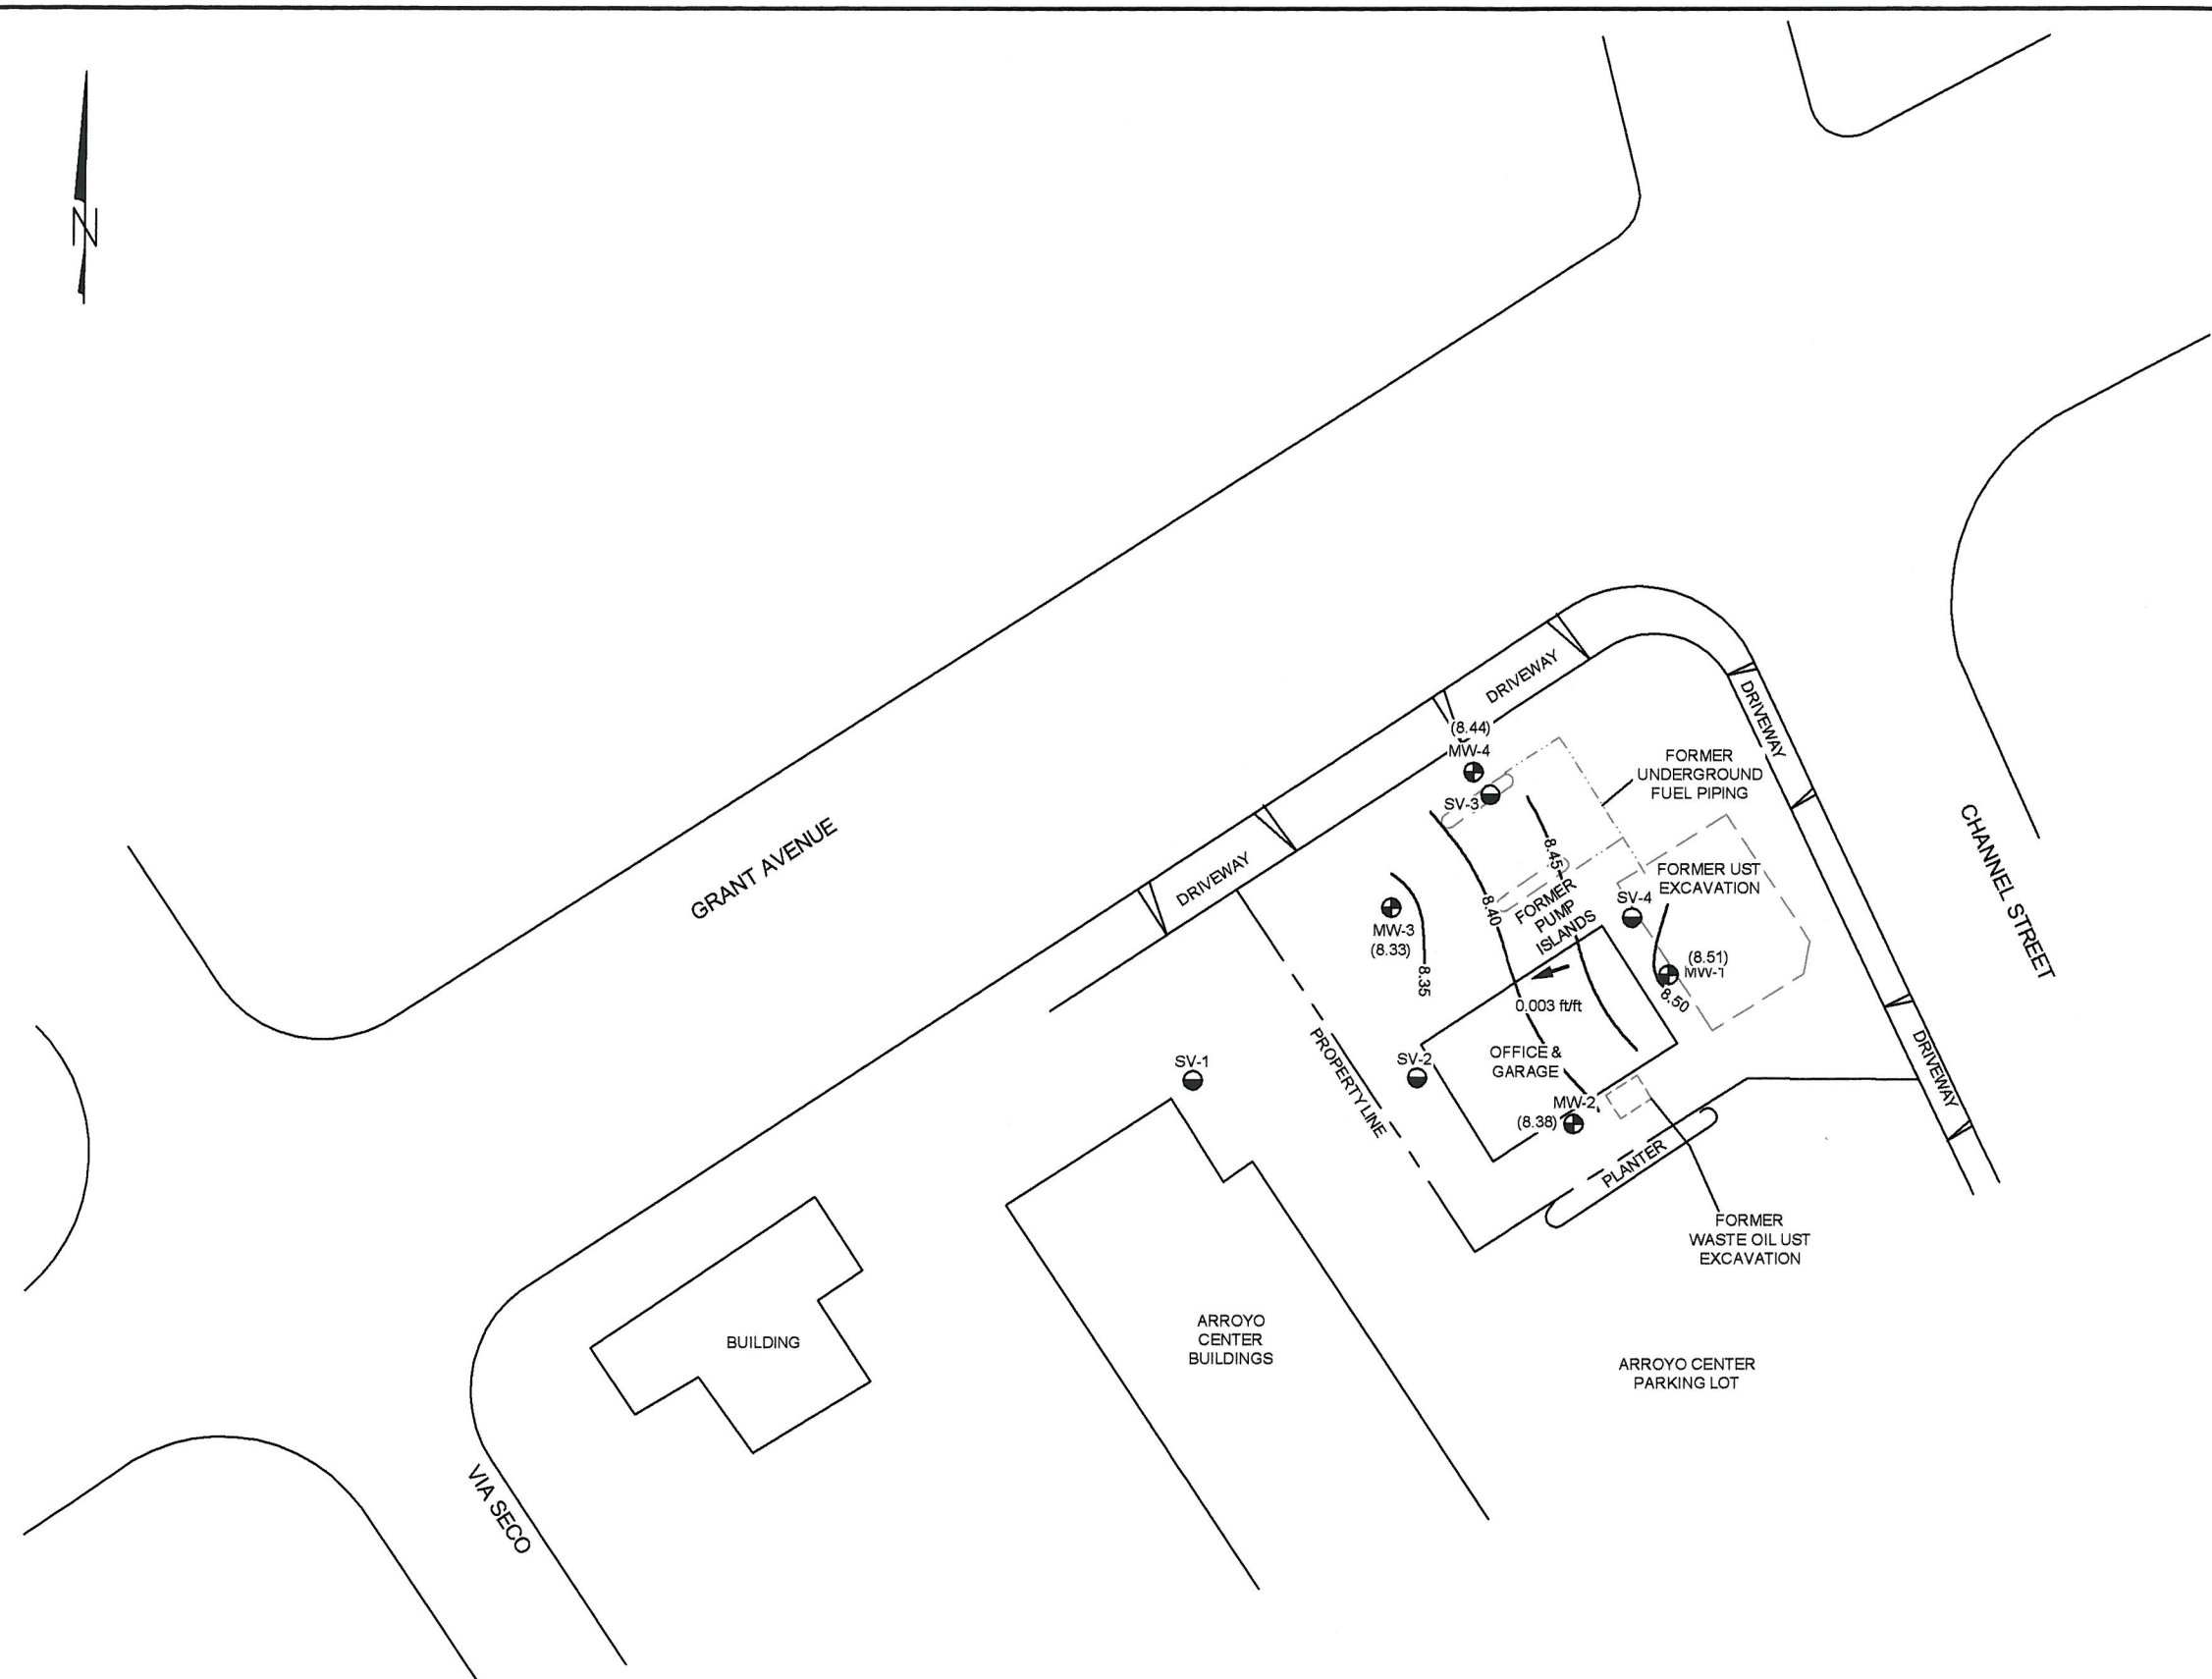 N
GRANT AVENUE
DRIVEWAY
DRIVEWAY
(8.44)
MW-4
SV-3
DRIVEWAY
FORMER
UNDERGROUND
FUEL PIPING
CHANNEL STREET
8.45
8.40
FORMER
PUMP
ISLANDS
FORMER UST
EXCAVATION
SV-4
MW-3
(8.33)
8.35
(8.51)
MW-1
8.50
0.003 ft/ft
PROPERTY LINE
SV-1
SV-2
OFFICE &
GARAGE
MW-2
(8.38)
DRIVEWAY
PLANTER
FORMER
WASTE OIL UST
EXCAVATION
BUILDING
ARROYO
CENTER
BUILDINGS
ARROYO CENTER
PARKING LOT
VIA SECO